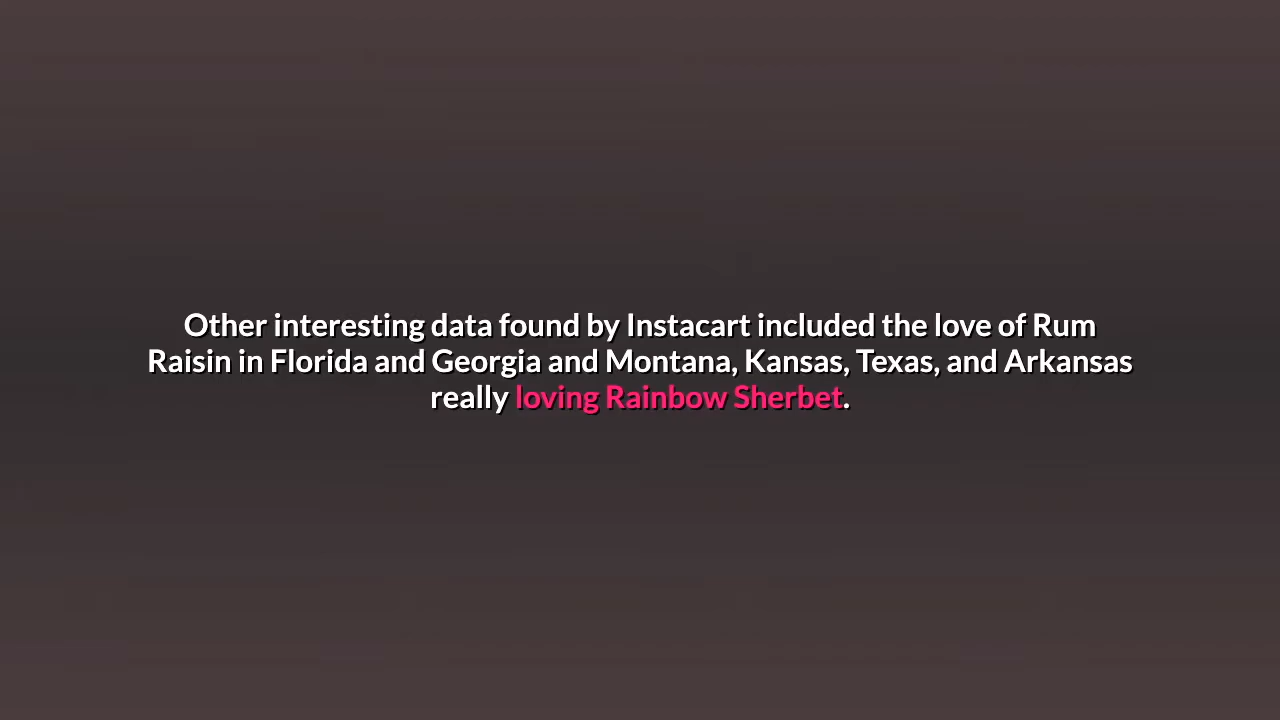 Other interesting data found by Instacart included the love of Rum
Raisin in Florida and Georgia and Montana, Kansas, Texas, and Arkansas
really loving Rainbow Sherbet.